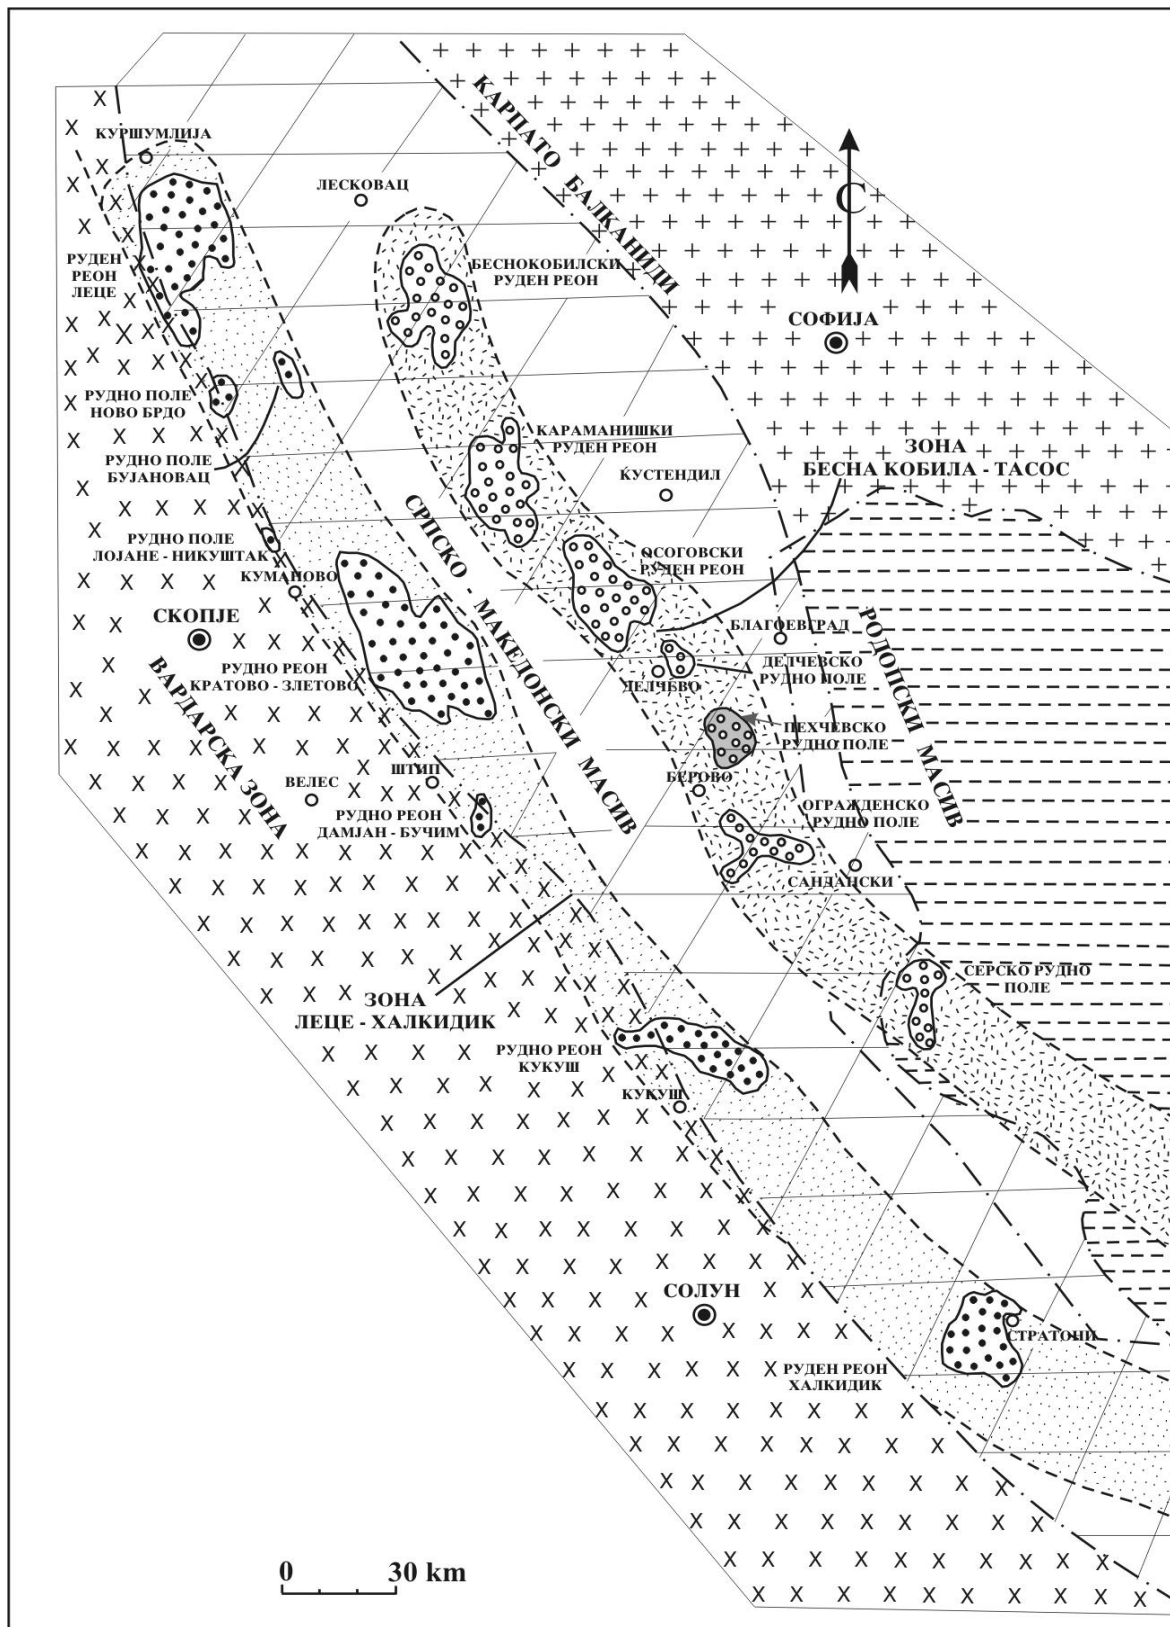 КАРПАТО БАЛКАНИДИ
КУРШУМЛИЈА
ЛЕСКОВАЦ
С
РУДЕН
РЕОН
ЛЕЦЕ
БЕСНОКОБИЛСКИ
РУДЕН РЕОН
СОФИЈА
РУДНО ПОЛЕ
НОВО БРДО
КАРАМАНИШКИ
РУДЕН РЕОН
ЗОНА
БЕСНА КОБИЛА - ТАСОС
РУДНО ПОЛЕ
БУЈАНОВАЦ
КУСТЕНДИЛ
СРПСКО - МАКЕДОНСКИ МАСИВ
РУДНО ПОЛЕ
ЛОЈАНЕ - НИКУШТАК
ОСОГОВСКИ
РУДЕН РЕОН
КУМАНОВО
СКОПЈЕ
БЛАГОЕВГРАД
РОДОПСКИ МАСИВ
ВАРДАРСКА ЗОНА
РУДНО РЕОН
КРАТОВО - ЗЛЕТОВО
ДЕЛЧЕВО
ДЕЛЧЕВСКО
РУДНО ПОЛЕ
ПЕХЧЕВСКО
РУДНО ПОЛЕ
ВЕЛЕС
ШТИП
БЕРОВО
РУДНО РЕОН
ДАМЈАН - БУЧИМ
ОГРАЖДЕНСКО
РУДНО ПОЛЕ
САНДАНСКИ
СЕРСКО РУДНО
ПОЛЕ
ЗОНА
ЛЕЦЕ - ХАЛКИДИК
РУДНО РЕОН
КУКУШ
КУКУШ
СОЛУН
СТРАТОНИ
РУДЕН РЕОН
ХАЛКИДИК
0 30 km